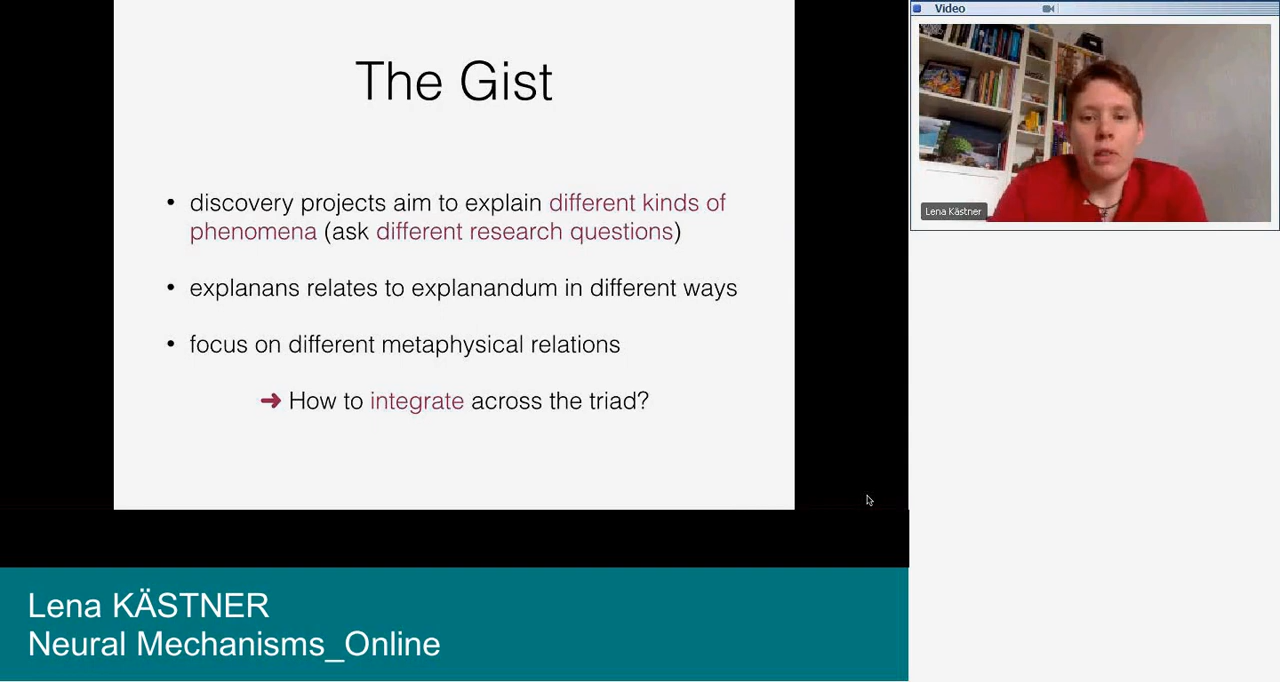 The Gist
• discovery projects aim to explain different kinds of
phenomena (ask different research questions)
• explanans relates to explanandum in different ways
• focus on different metaphysical relations
➜ How to integrate across the triad?
Video
Lena Kästner
Lena KÄSTNER
Neural Mechanisms_Online